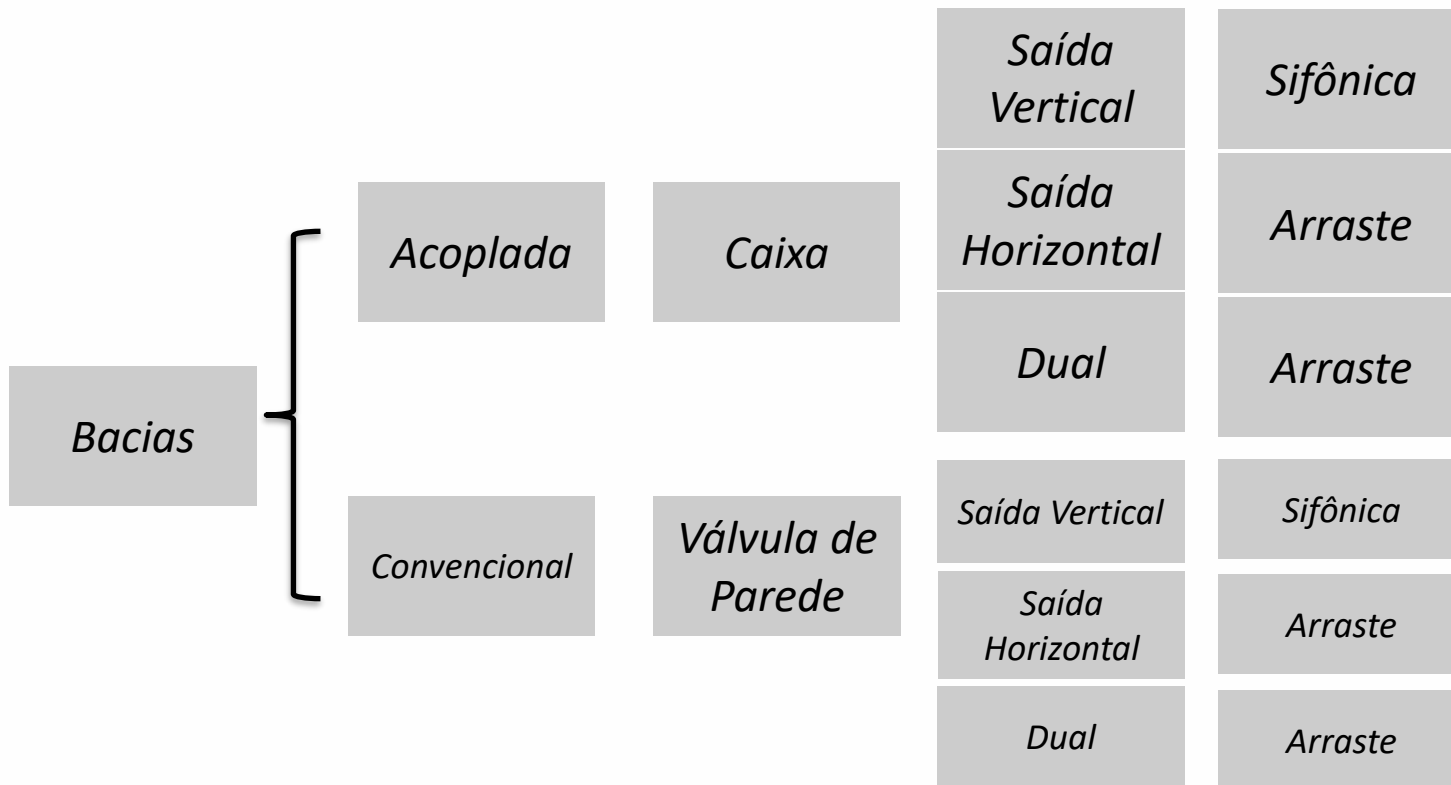 Saída
Vertical
Sifônica
Saída
Horizontal
Arraste
Acoplada
Caixa
Dual
Arraste
Bacias
Convencional
Válvula de
Parede
Saída Vertical
Sifônica
Saída
Horizontal
Arraste
Dual
Arraste